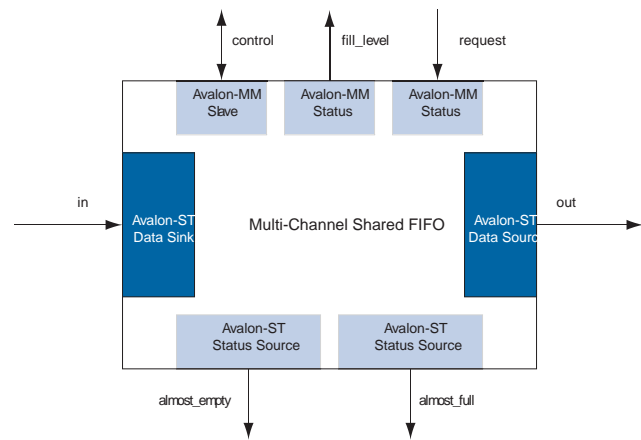 control
fill_level
request
Avalon-MM
Slave
Avalon-MM
Status
Avalon-MM
Status
in
Avalon-ST
Data Sink
Multi-Channel Shared FIFO
Avalon-ST
Data Source
out
Avalon-ST
Status Source
Avalon-ST
Status Source
almost_empty
almost_full